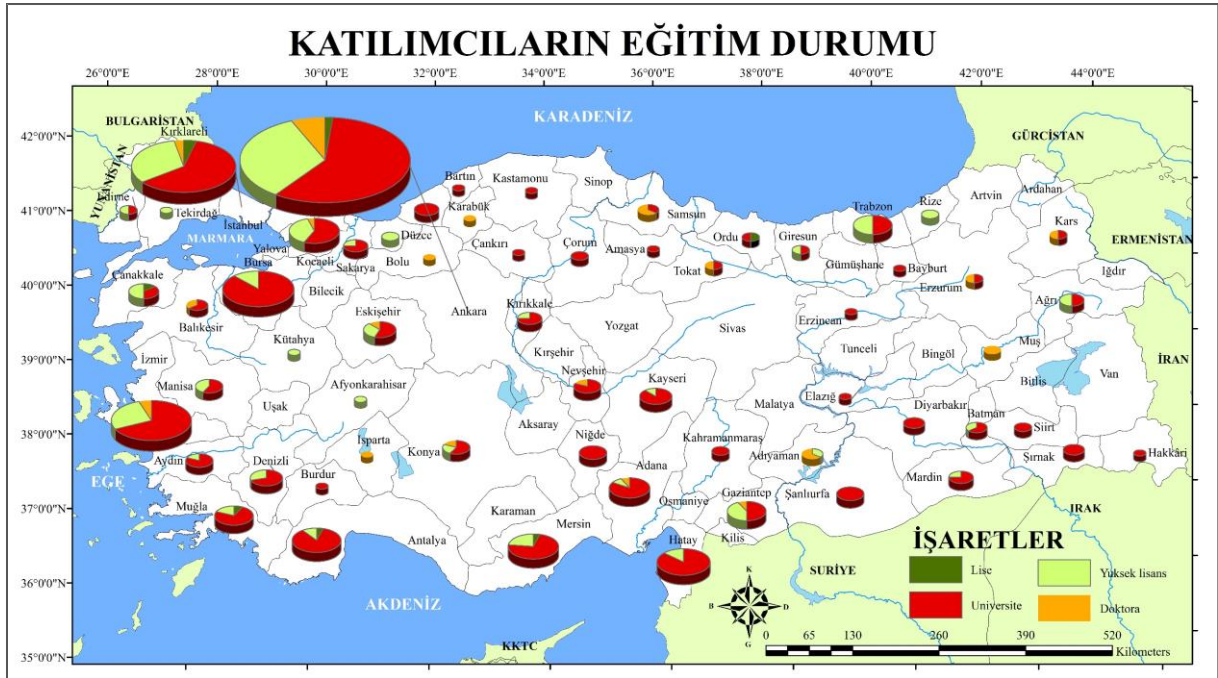 KATILIMCILARIN EĞİTİM DURUMU
26°0'0"E 28°0'0"E 30°0'0"E 32°0'0"E 34°0'0"E 36°0'0"E 38°0'0"E 40°0'0"E 42°0'0"E 44°0'0"E
42°0'0"N
41°0'0"N
40°0'0"N
39°0'0"N
38°0'0"N
37°0'0"N
36°0'0"N
35°0'0"N
BULGARİSTAN
KARADENİZ
GÜRCİSTAN
YUNANİSTAN
ERMENİSTAN
MARMARA
İRAN
EGE
IRAK
SURİYE
AKDENİZ
KKTC
Kırklareli
Edirne
Tekirdağ
İstanbul
Yalova
Kocaeli
Sakarya
Düzce
Bolu
Bartın
Karabük
Kastamonu
Sinop
Çankırı
Çorum
Amasya
Samsun
Tokat
Ordu
Giresun
Trabzon
Gümüşhane
Rize
Bayburt
Artvin
Ardahan
Kars
Iğdır
Erzurum
Ağrı
Çanakkale
Balıkesir
Bursa
Bilecik
Eskişehir
Kütahya
Ankara
Kırıkkale
Yozgat
Kırşehir
Sivas
Erzincan
Tunceli
Bingöl
Muş
Bitlis
Van
İzmir
Manisa
Uşak
Afyonkarahisar
Aksaray
Nevşehir
Kayseri
Malatya
Elazığ
Diyarbakır
Batman
Siirt
Şırnak
Hakkâri
Aydın
Denizli
Burdur
Isparta
Konya
Niğde
Adana
Kahramanmaraş
Adıyaman
Şanlıurfa
Mardin
Muğla
Antalya
Karaman
Mersin
Osmaniye
Gaziantep
Kilis
Hatay
İŞARETLER
Lise
Yuksek lisans
Universite
Doktora
K
B D
G
0 65 130 260 390 520
Kilometers